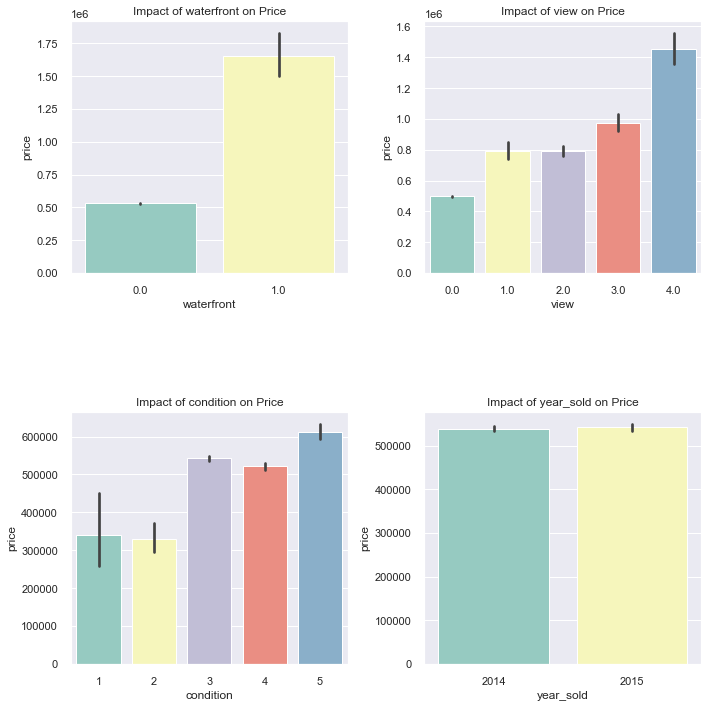 Impact of waterfront on Price
1e6
1.75
1.50
1.25
1.00
0.75
0.50
0.25
0.00
price
0.0 1.0
waterfront
Impact of view on Price
1e6
1.6
1.4
1.2
1.0
0.8
0.6
0.4
0.2
0.0
price
0.0 1.0 2.0 3.0 4.0
view
Impact of condition on Price
600000
500000
400000
300000
200000
100000
0
price
1 2 3 4 5
condition
Impact of year_sold on Price
500000
400000
300000
200000
100000
0
price
2014 2015
year_sold